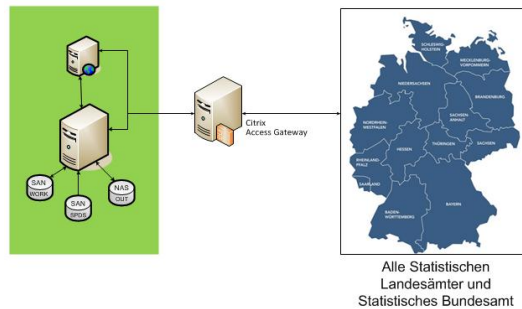 SAN
WORK
SAN
SPDS
NAS
OUT
Citrix
Access Gateway
SCHLESWIG-
HOLSTEIN
MECKLENBURG-
VORPOMMERN
NIEDERSACHSEN
BRANDENBURG
SACHSEN-
ANHALT
NORDRHEIN-
WESTFALEN
HESSEN
THÜRINGEN
SACHSEN
RHEINLAND-
PFALZ
SAARLAND
BADEN-
WÜRTTEMBERG
BAYERN
Alle Statistischen
Landesämter und
Statistisches Bundesamt